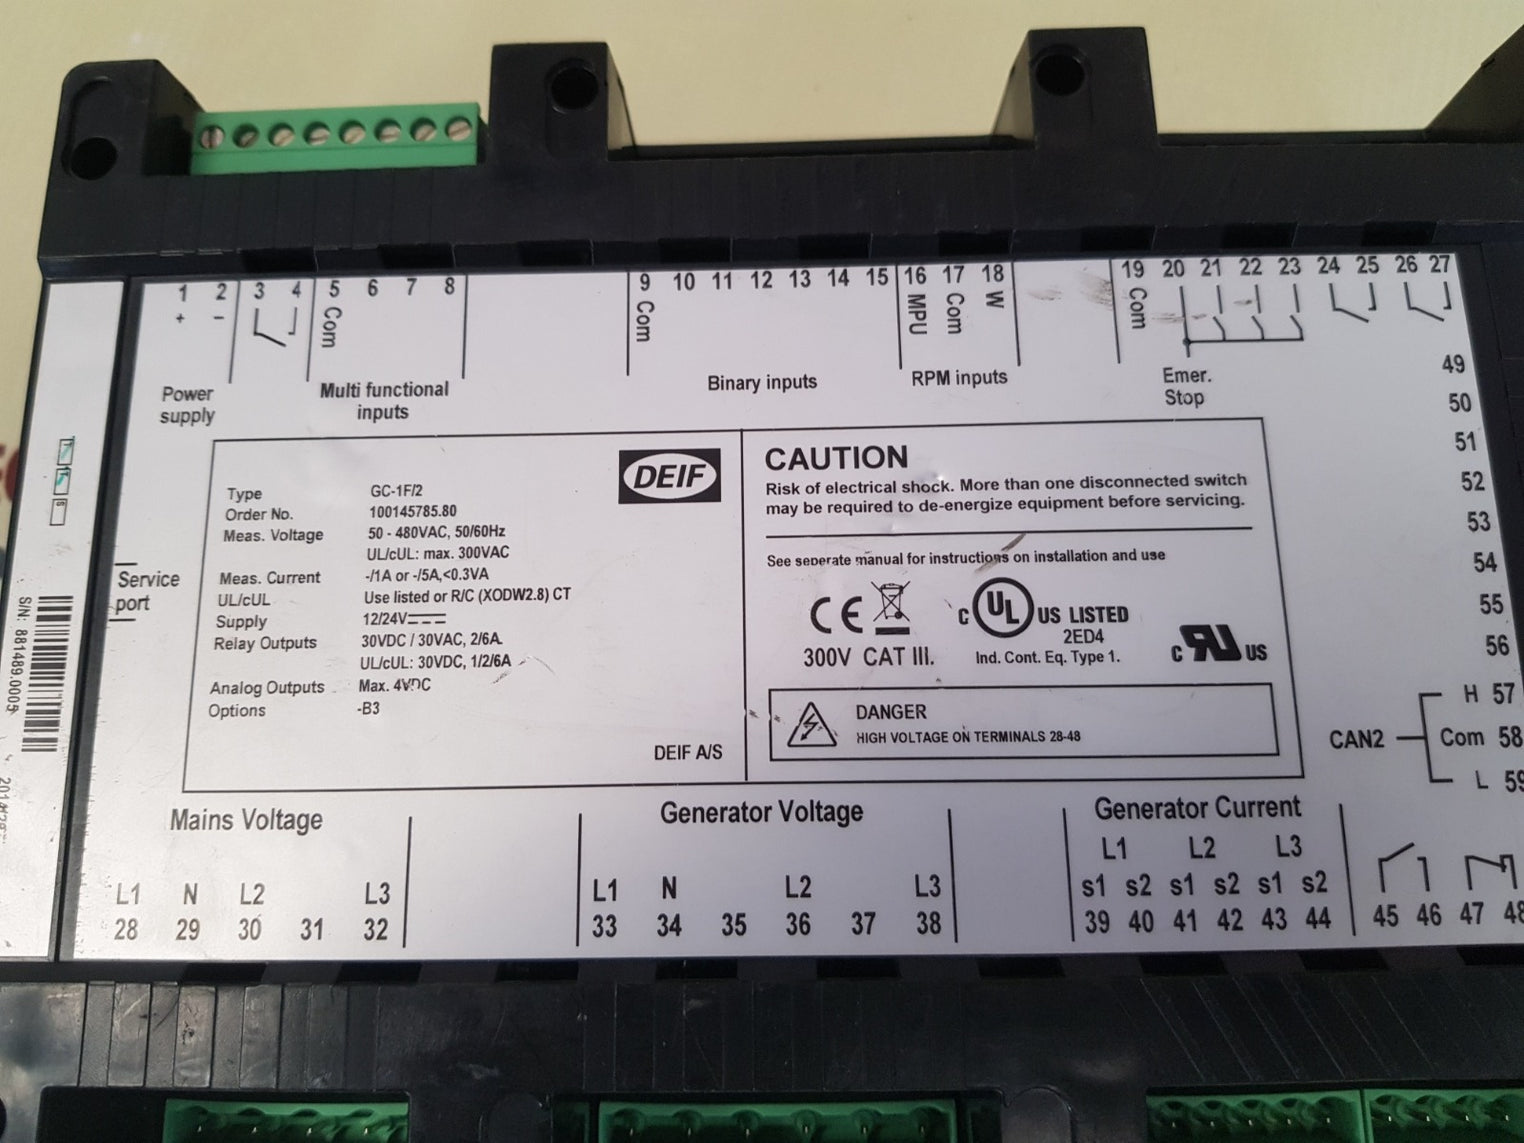 1 2 3 4 5 6 7 8
+ −
Com
Power
supply
Multi functional
inputs
9 10 11 12 13 14 15 16 17 18
Com
MPU Com W
Binary inputs
RPM inputs
19 20 21 22 23 24 25 26 27
Com
Emer.
Stop
49
50
51
52
53
54
55
56
H 57
CAN2 Com 58
L 59
DEIF
Type GC-1F/2
Order No. 100145785.80
Meas. Voltage 50 - 480VAC, 50/60Hz
UL/cUL: max. 300VAC
Meas. Current -/1A or -/5A,<0.3VA
UL/cUL Use listed or R/C (XODW2.8) CT
Supply 12/24V
Relay Outputs 30VDC / 30VAC, 2/6A
UL/cUL: 30VDC, 1/2/6A
Analog Outputs Max. 4VDC
Options -B3
DEIF A/S
CAUTION
Risk of electrical shock. More than one disconnected switch
may be required to de-energize equipment before servicing.
See seperate manual for instructions on installation and use
CE
300V CAT III.
C UL US LISTED
2ED4
Ind. Cont. Eq. Type 1.
C RU US
DANGER
HIGH VOLTAGE ON TERMINALS 28-48
Service
port
S/N: 881489.0005
Mains Voltage
L1 N L2 L3
28 29 30 31 32
Generator Voltage
L1 N L2 L3
33 34 35 36 37 38
Generator Current
L1 L2 L3
s1 s2 s1 s2 s1 s2
39 40 41 42 43 44
45 46 47 48